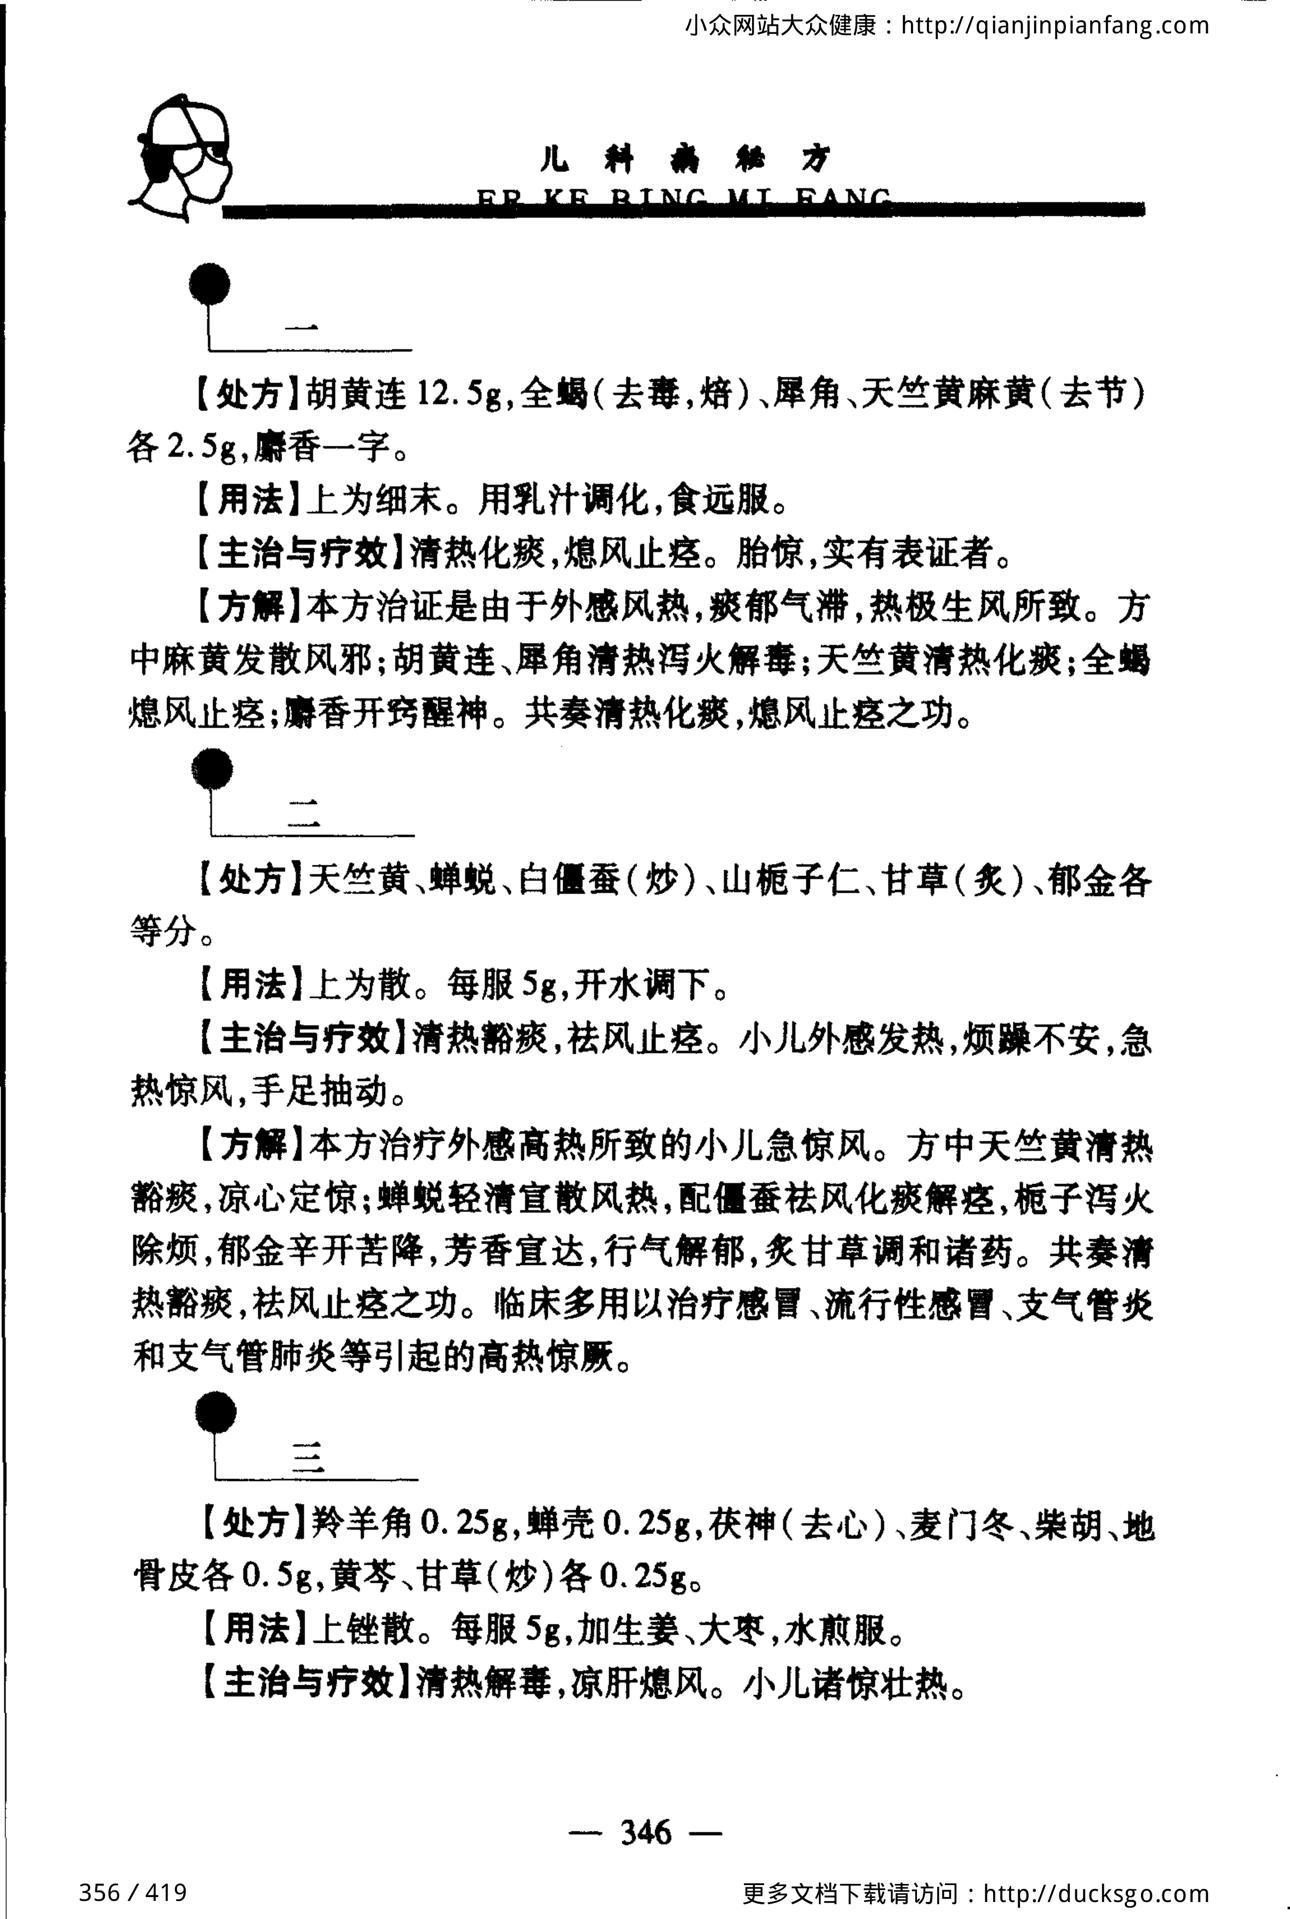 小众网站大众健康：http://qianjinpianfang.com
儿科病秘方
ER KE BING MI FANG
一
【处方】胡黄连12.5g,全蝎(去毒,焙)、犀角、天竺黄麻黄(去节)
各2.5g,麝香一字。
【用法】上为细末。用乳汁调化,食远服。
【主治与疗效】清热化痰,熄风止痉。胎惊,实有表证者。
【方解】本方治证是由于外感风热,痰郁气滞,热极生风所致。方
中麻黄发散风邪;胡黄连、犀角清热泻火解毒;天竺黄清热化痰;全蝎
熄风止痉;麝香开窍醒神。共奏清热化痰,熄风止痉之功。
二
【处方】天竺黄、蝉蜕、白僵蚕(炒)、山栀子仁、甘草(炙)、郁金各
等分。
【用法】上为散。每服5g,开水调下。
【主治与疗效】清热豁痰,祛风止痉。小儿外感发热,烦躁不安,急
热惊风,手足抽动。
【方解】本方治疗外感高热所致的小儿急惊风。方中天竺黄清热
豁痰,凉心定惊;蝉蜕轻清宣散风热,配僵蚕祛风化痰解痉,栀子泻火
除烦,郁金辛开苦降,芳香宣达,行气解郁,炙甘草调和诸药。共奏清
热豁痰,祛风止痉之功。临床多用以治疗感冒、流行性感冒、支气管炎
和支气管肺炎等引起的高热惊厥。
三
【处方】羚羊角0.25g,蝉壳0.25g,茯神(去心)、麦门冬、柴胡、地
骨皮各0.5g,黄芩、甘草(炒)各0.25g。
【用法】上锉散。每服5g,加生姜、大枣,水煎服。
【主治与疗效】清热解毒,凉肝熄风。小儿诸惊壮热。
— 346 —
356 / 419
更多文档下载请访问：http://ducksgo.com